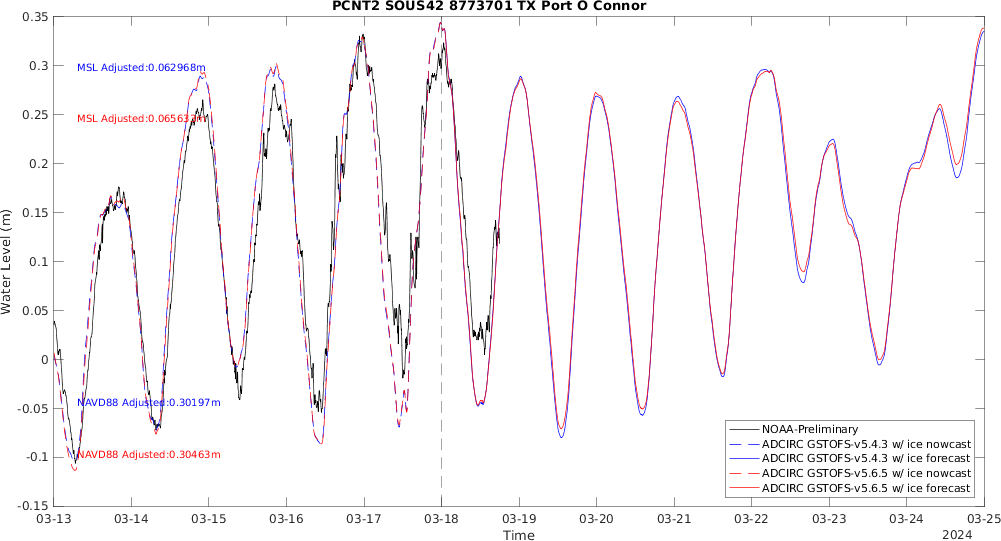 PCNT2 SOUS42 8773701 TX Port O Connor
0.35
0.3
0.25
0.2
0.15
0.1
0.05
0
-0.05
-0.1
-0.15
Water Level (m)
MSL Adjusted:0.062968m
MSL Adjusted:0.065637m
NAVD88 Adjusted:0.30197m
NAVD88 Adjusted:0.30463m
NOAA-Preliminary
ADCIRC GSTOFS-v5.4.3 w/ ice nowcast
ADCIRC GSTOFS-v5.4.3 w/ ice forecast
ADCIRC GSTOFS-v5.6.5 w/ ice nowcast
ADCIRC GSTOFS-v5.6.5 w/ ice forecast
03-13 03-14 03-15 03-16 03-17 03-18 03-19 03-20 03-21 03-22 03-23 03-24 03-25
Time
2024